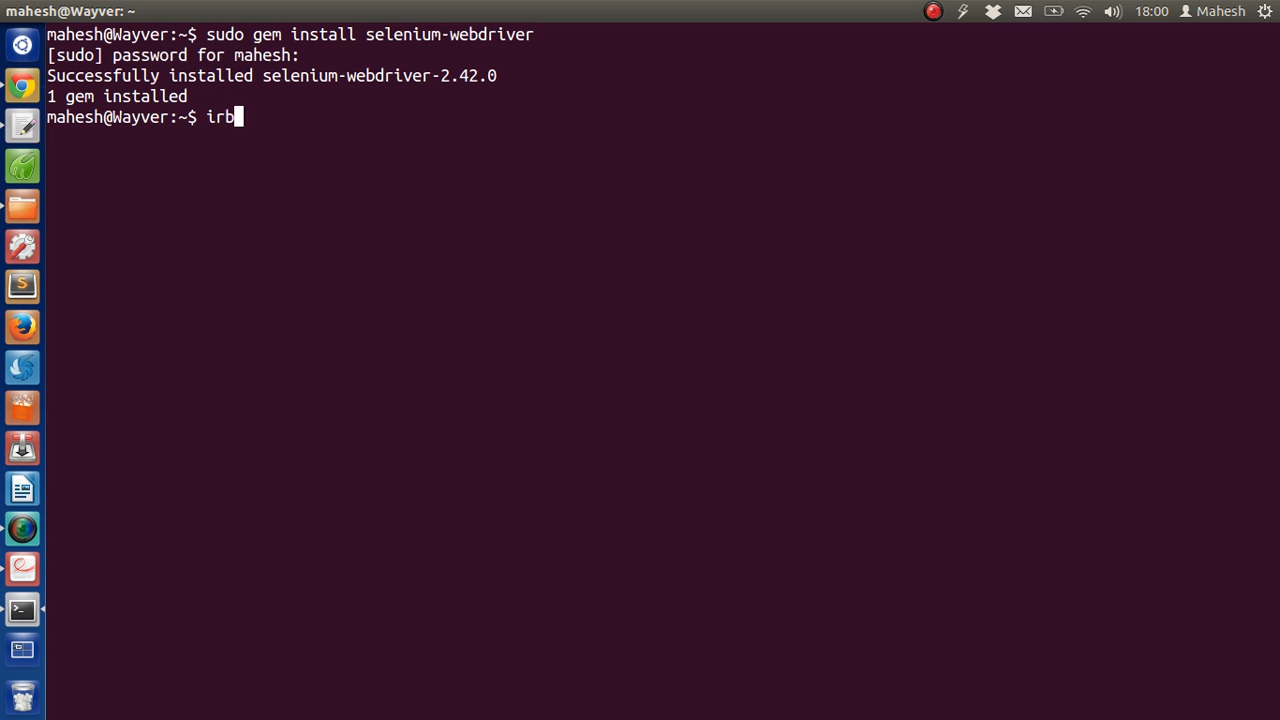 mahesh@Wayver: ~
18:00 Mahesh
mahesh@Wayver:~$ sudo gem install selenium-webdriver
[sudo] password for mahesh:
Successfully installed selenium-webdriver-2.42.0
1 gem installed
mahesh@Wayver:~$ irb